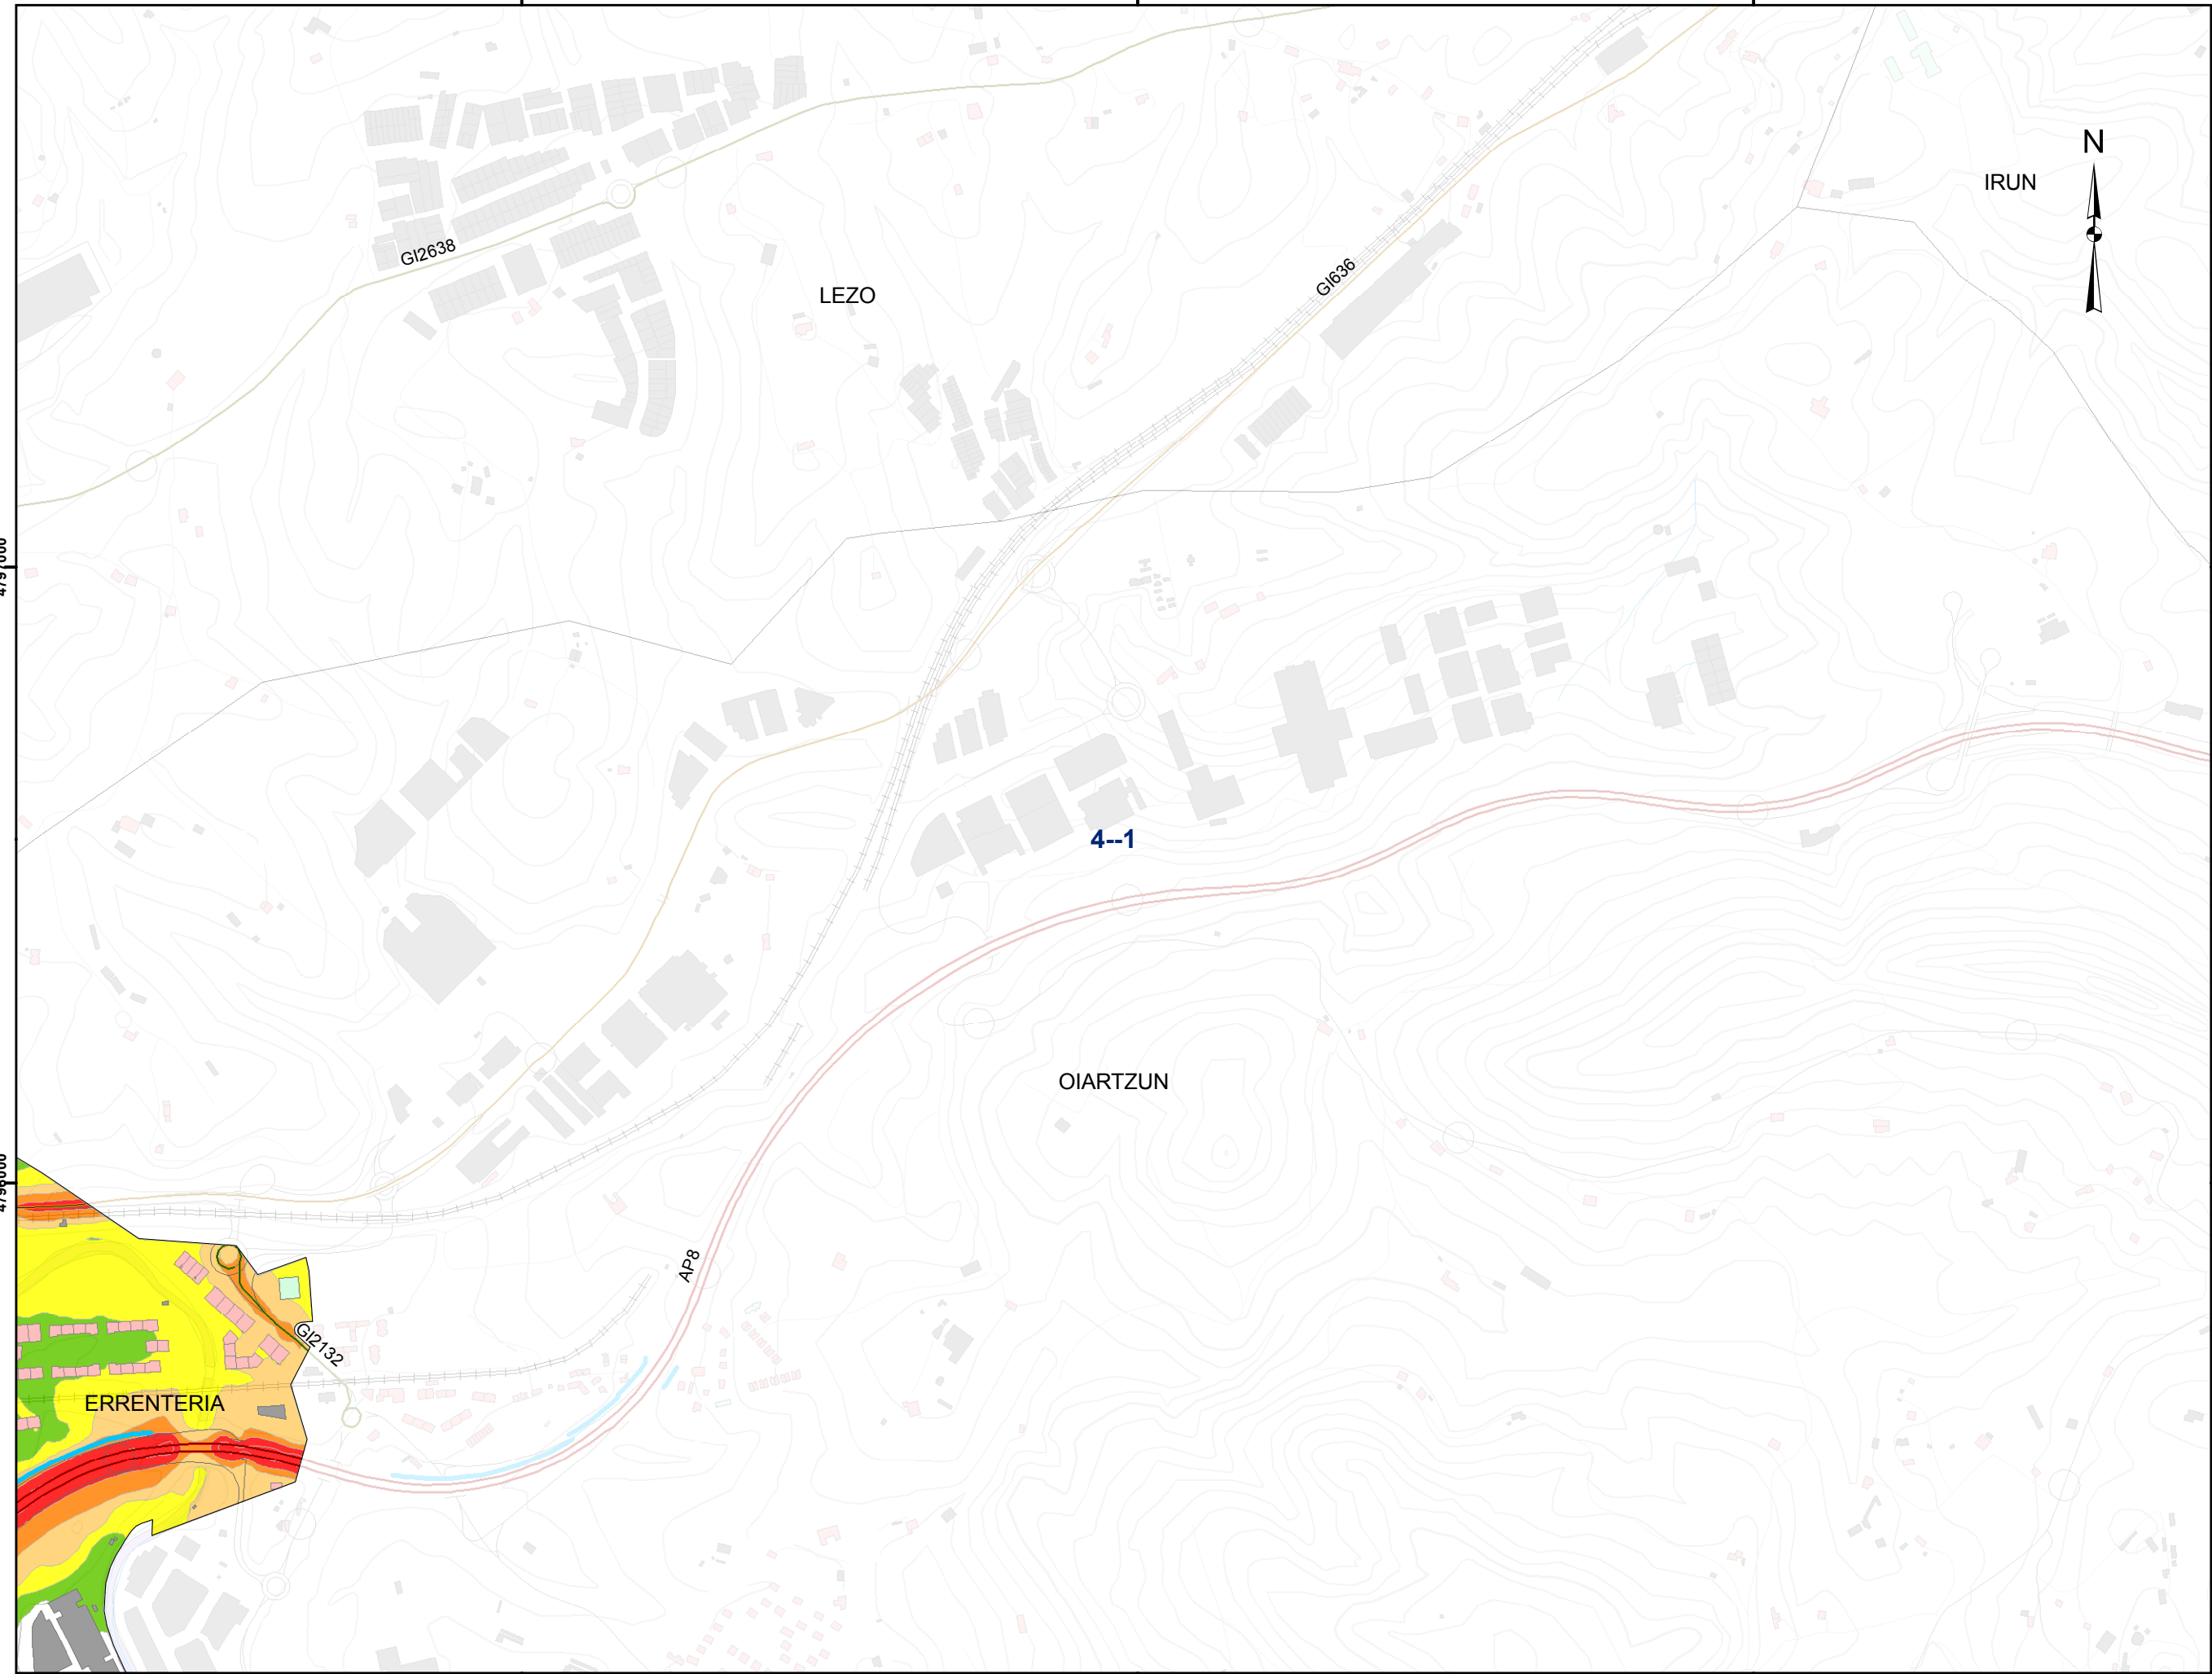 N
IRUN
GI2638
LEZO
GI636
4--1
OIARTZUN
AP8
GI2132
ERRENTERIA